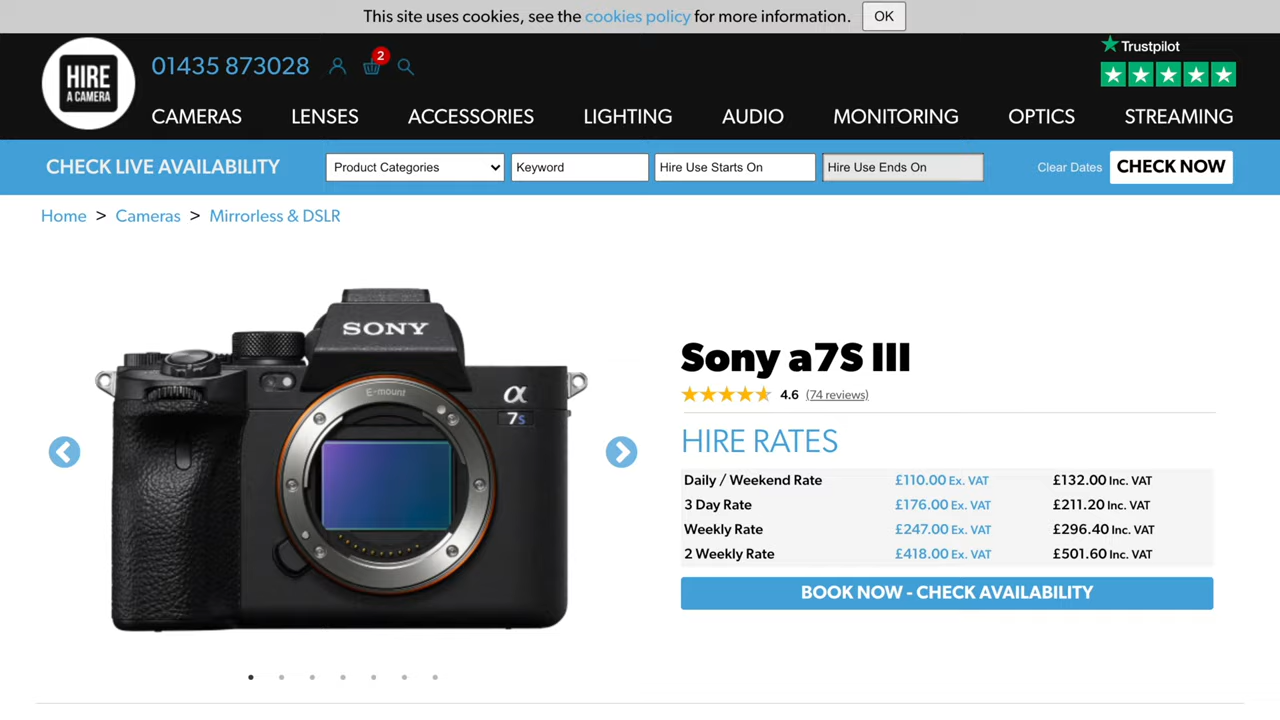 This site uses cookies, see the cookies policy for more information. OK
HIRE
A CAMERA
01435 873028
2
Trustpilot
CAMERAS LENSES ACCESSORIES LIGHTING AUDIO MONITORING OPTICS STREAMING
CHECK LIVE AVAILABILITY Product Categories Keyword Hire Use Starts On Hire Use Ends On Clear Dates CHECK NOW
Home > Cameras > Mirrorless & DSLR
SONY
E-mount
α
7s
Sony a7S III
4.6 (74 reviews)
HIRE RATES
Daily / Weekend Rate £110.00 Ex. VAT £132.00 Inc. VAT
3 Day Rate £176.00 Ex. VAT £211.20 Inc. VAT
Weekly Rate £247.00 Ex. VAT £296.40 Inc. VAT
2 Weekly Rate £418.00 Ex. VAT £501.60 Inc. VAT
BOOK NOW - CHECK AVAILABILITY